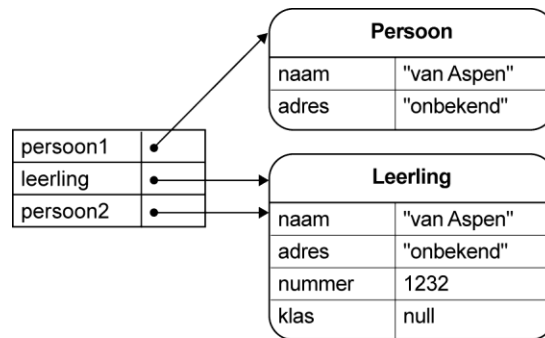 Persoon
naam "van Aspen"
adres "onbekend"
persoon1
leerling
persoon2
Leerling
naam "van Aspen"
adres "onbekend"
nummer 1232
klas null